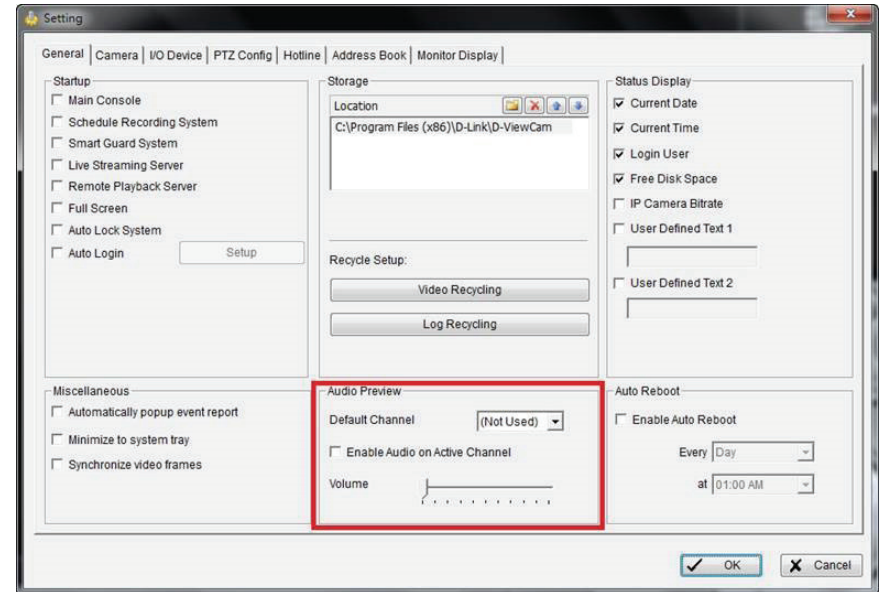 Setting
General Camera I/O Device PTZ Config Hotline Address Book Monitor Display
Startup
Main Console
Schedule Recording System
Smart Guard System
Live Streaming Server
Remote Playback Server
Full Screen
Auto Lock System
Auto Login Setup
Storage
Location
C:\Program Files (x86)\D-Link\D-ViewCam
Recycle Setup:
Video Recycling
Log Recycling
Status Display
Current Date
Current Time
Login User
Free Disk Space
IP Camera Bitrate
User Defined Text 1
User Defined Text 2
Miscellaneous
Automatically popup event report
Minimize to system tray
Synchronize video frames
Audio Preview
Default Channel (Not Used)
Enable Audio on Active Channel
Volume
Auto Reboot
Enable Auto Reboot
Every Day
at 01:00 AM
OK Cancel